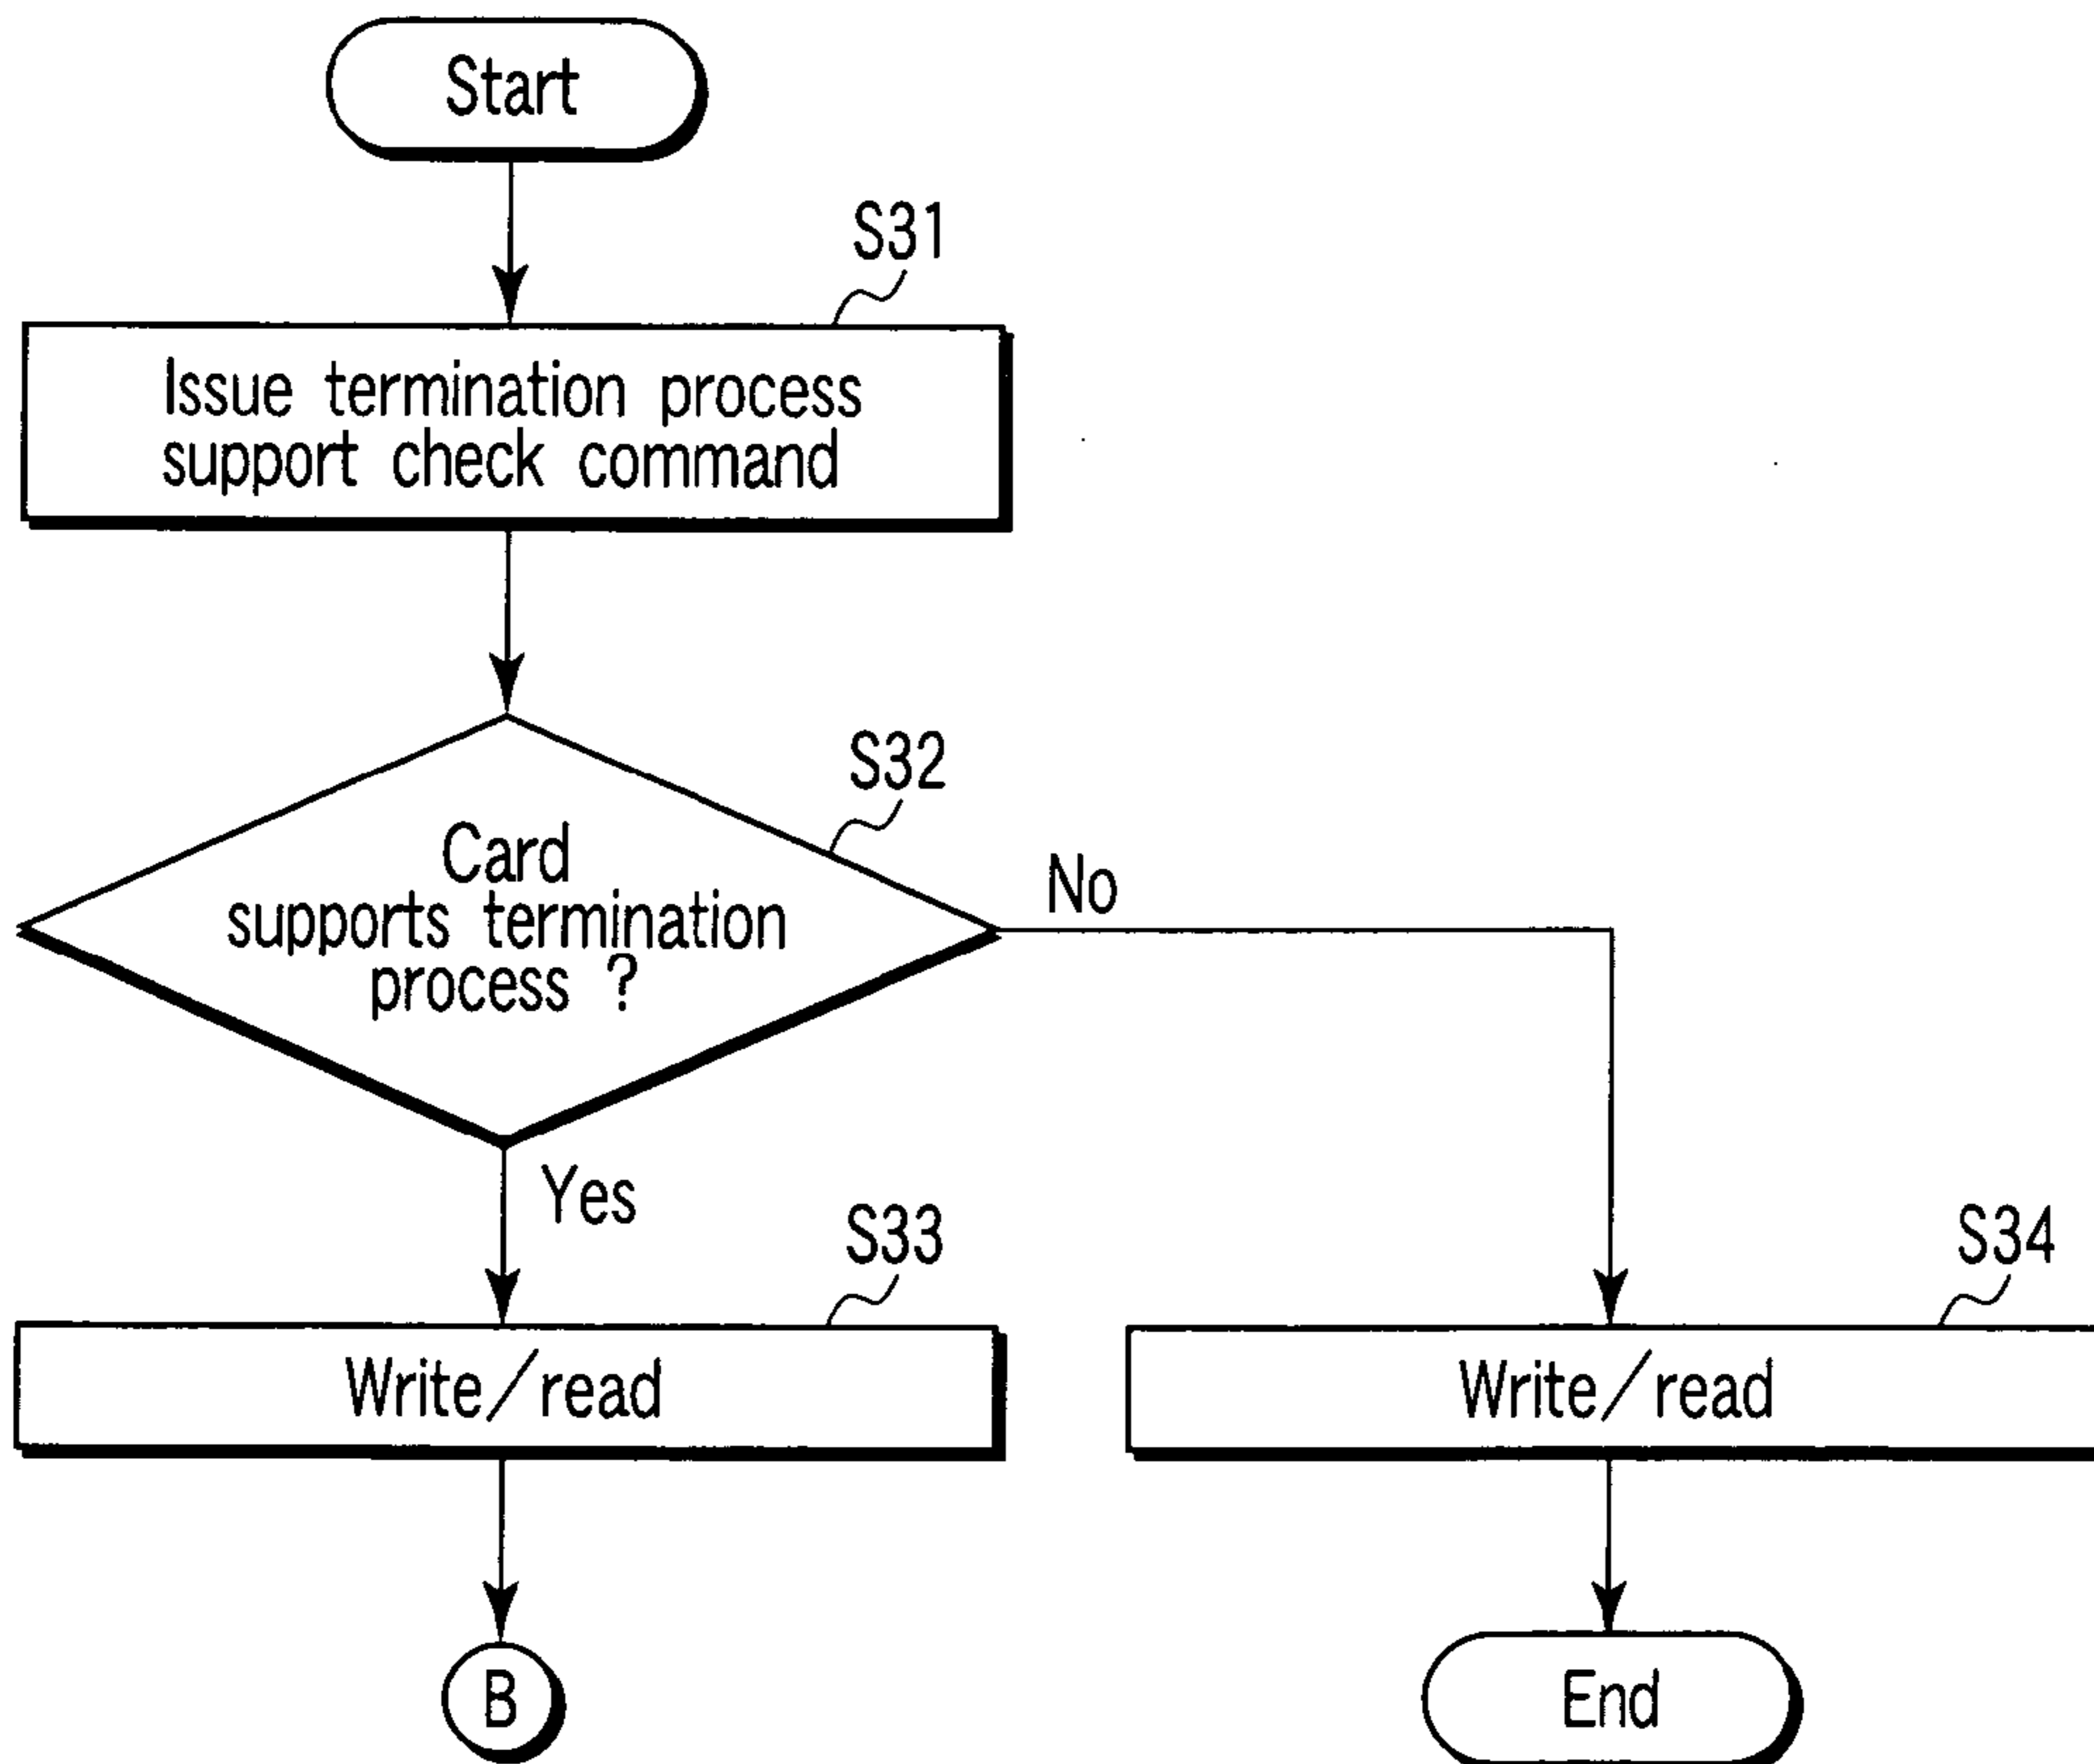 Start
S31
Issue termination process
support check command
S32
Card
supports termination
process ?
No
Yes
S33
Write/read
S34
Write/read
B
End